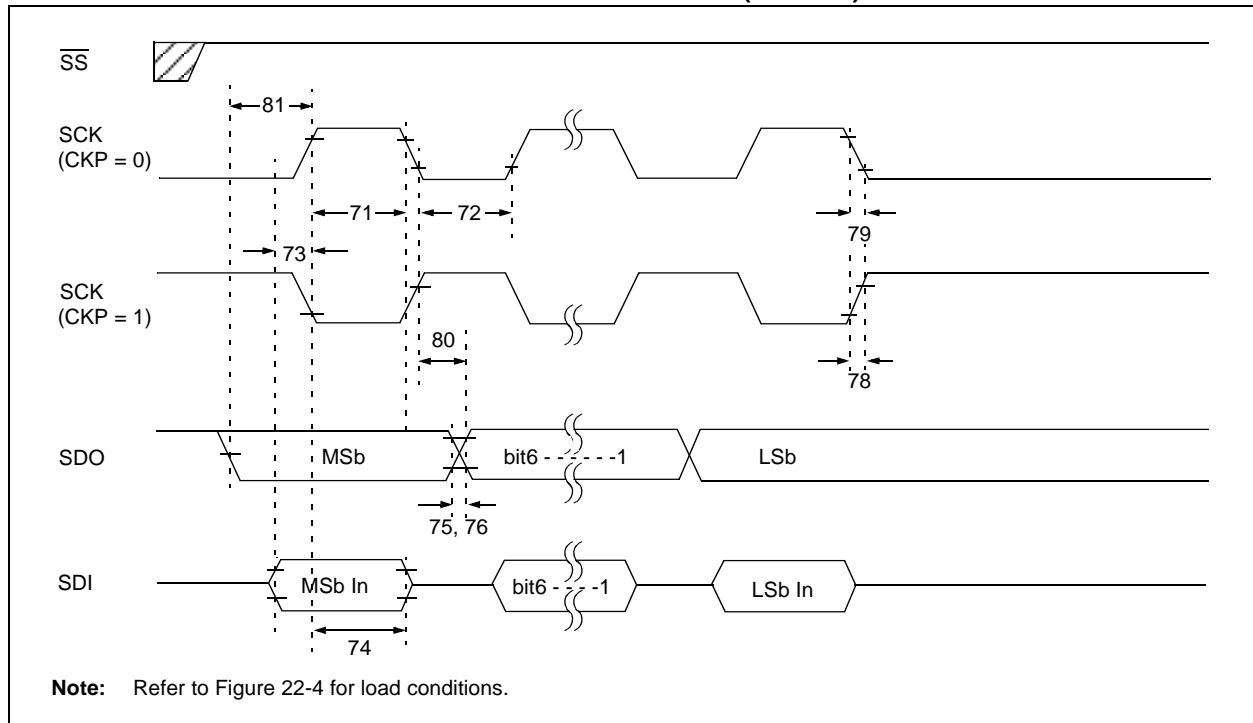 SS
81
SCK
(CKP = 0)
71
72
79
73
SCK
(CKP = 1)
80
78
SDO
MSb
bit6 - - - - - -1
LSb
75, 76
SDI
MSb In
bit6 - - - -1
LSb In
74
Note: Refer to Figure 22-4 for load conditions.